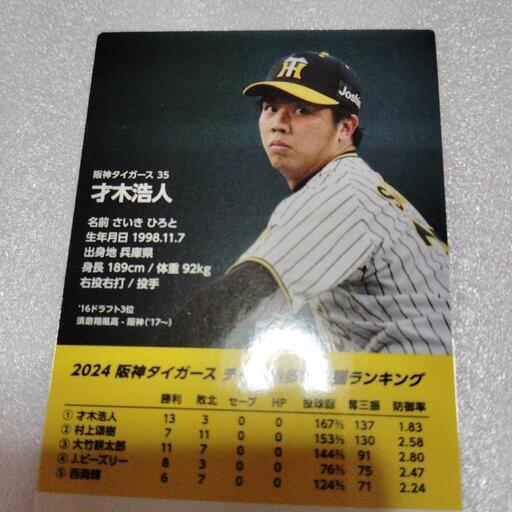 TH
Joshin
阪神タイガース 35
才木浩人
名前 さいき ひろと
生年月日 1998.11.7
出身地 兵庫県
身長 189cm / 体重 92kg
右投右打 / 投手
'16ドラフト3位
須磨翔風高 - 阪神('17〜)
2024 阪神タイガース チ 多 振ランキング
勝利 敗北 セーブ HP 投球回 奪三振 防御率
① 才木浩人 13 3 0 0 167⅔ 137 1.83
② 村上頌樹 7 11 0 0 153⅔ 130 2.58
③ 大竹耕太郎 11 7 0 0 144⅔ 91 2.80
④ J.ビーズリー 8 3 0 0 76⅔ 75 2.47
⑤ 西勇輝 6 7 0 0 124⅔ 71 2.24